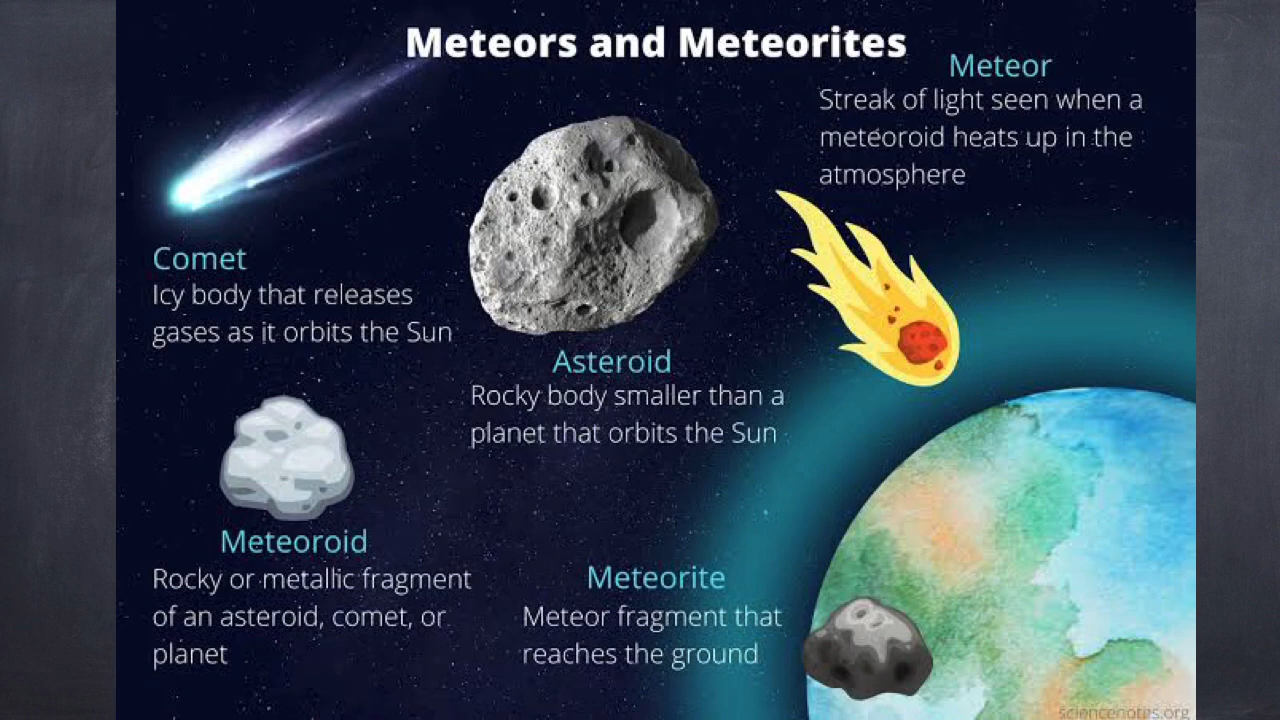 Meteors and Meteorites
Meteor
Streak of light seen when a
meteoroid heats up in the
atmosphere
Comet
Icy body that releases
gases as it orbits the Sun
Asteroid
Rocky body smaller than a
planet that orbits the Sun
Meteoroid
Rocky or metallic fragment
of an asteroid, comet, or
planet
Meteorite
Meteor fragment that
reaches the ground
sciencenotes.org